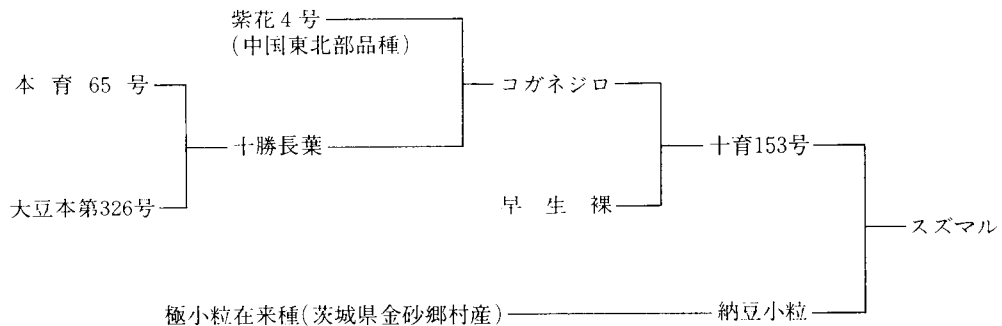 紫花4号
(中国東北部品種)
本育65号
コガネジロ
十勝長葉
十育153号
大豆本第326号
早生裸
スズマル
極小粒在来種(茨城県金砂郷村産)
納豆小粒